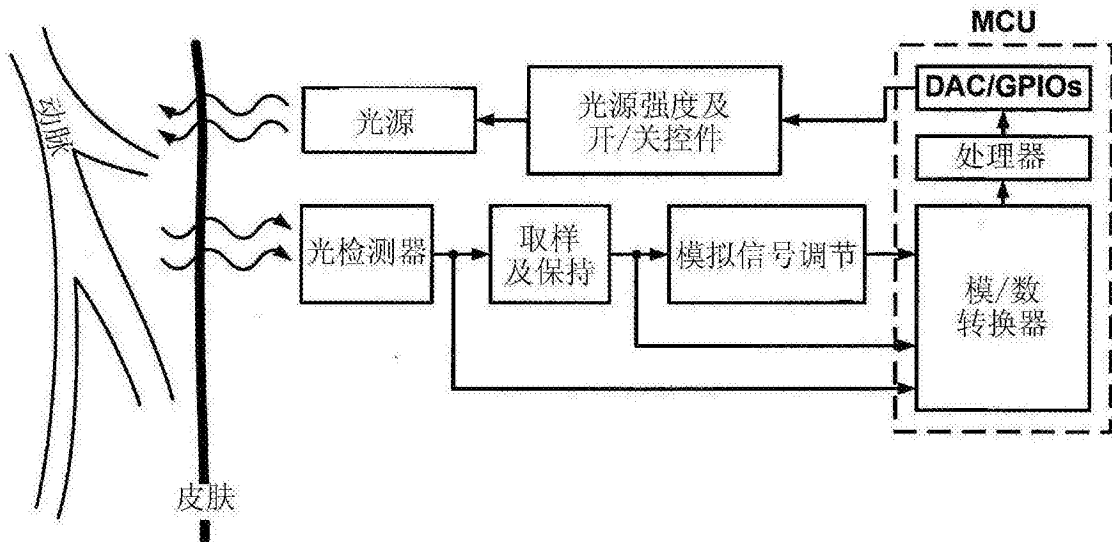 MCU
DAC/GPIOs
动脉
光源
光源强度及
开/关控件
处理器
光检测器
取样
及保持
模拟信号调节
模/数
转换器
皮肤